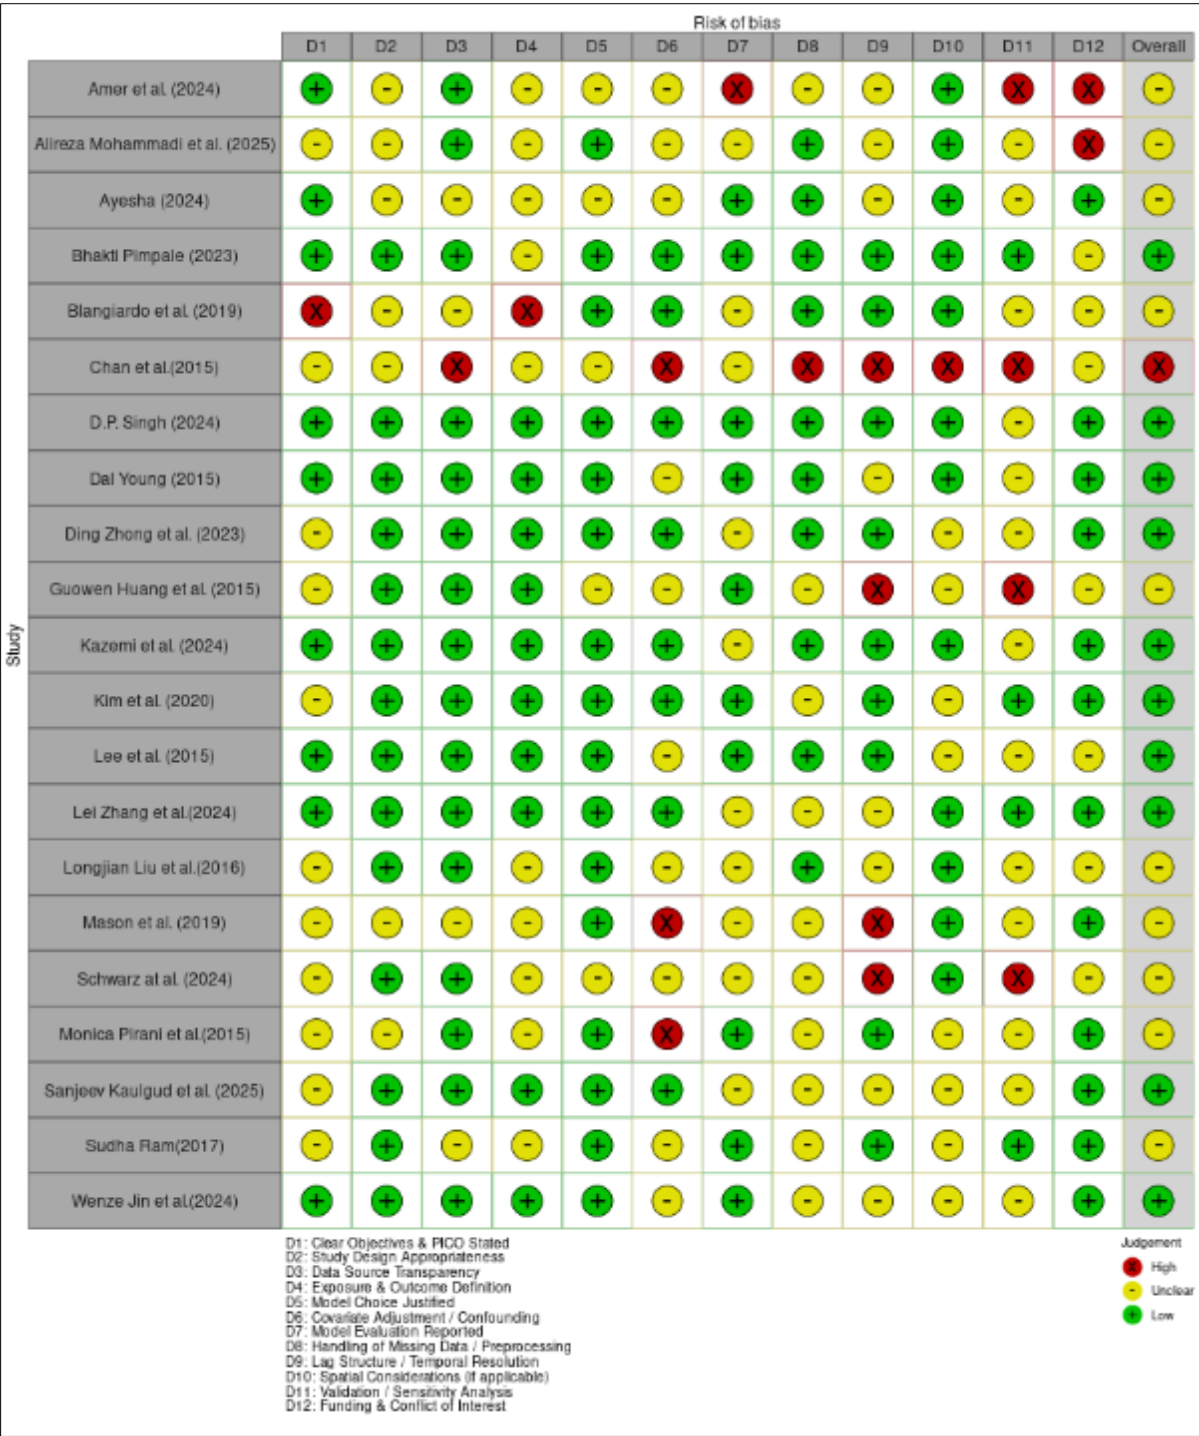 Risk of bias
D1 D2 D3 D4 D5 D6 D7 D8 D9 D10 D11 D12 Overall
Amer et al. (2024) + - + - - - X - - + X X -
Alireza Mohammadi et al. (2025) - - + - + - - + - + - X -
Ayesha (2024) + - - - - - + + - + - + -
Bhakti Pimpale (2023) + + + - + + + + + + + - +
Blangiardo et al. (2019) X - - X + + - + + + - - -
Chan et al.(2015) - - X - - X - X X X X - X
D.P. Singh (2024) + + + + + + + + + + - + +
Dal Young (2015) + + + + + - + + - + - + +
Ding Zhong et al. (2023) - + + + + + - + + - - + +
Guowen Huang et al. (2015) - + + + - - + - X - X - -
Kazemi et al. (2024) + + + + + + - + + + - + +
Kim et al. (2020) - + + + + + + - + - + + +
Lee et al. (2015) + + + + + - + + + - - - +
Lei Zhang et al.(2024) + + + + + + - - - + + + +
Longjian Liu et al.(2016) - + + - + - - + - + - - -
Mason et al. (2019) - - - - + X - - X + - + -
Schwarz at al. (2024) - + + - - - - - X + X - -
Monica Pirani et al.(2015) - - + - + X + - + - - + -
Sanjeev Kaulgud et al. (2025) - + + + + + - - - - - + +
Sudha Ram(2017) - + - - + - + - + - + + -
Wenze Jin et al.(2024) + + + + + - + - - - - + +
Study
D1: Clear Objectives & PICO Stated
D2: Study Design Appropriateness
D3: Data Source Transparency
D4: Exposure & Outcome Definition
D5: Model Choice Justified
D6: Covariate Adjustment / Confounding
D7: Model Evaluation Reported
D8: Handling of Missing Data / Preprocessing
D9: Lag Structure / Temporal Resolution
D10: Spatial Considerations (if applicable)
D11: Validation / Sensitivity Analysis
D12: Funding & Conflict of Interest
Judgement
X High
- Unclear
+ Low